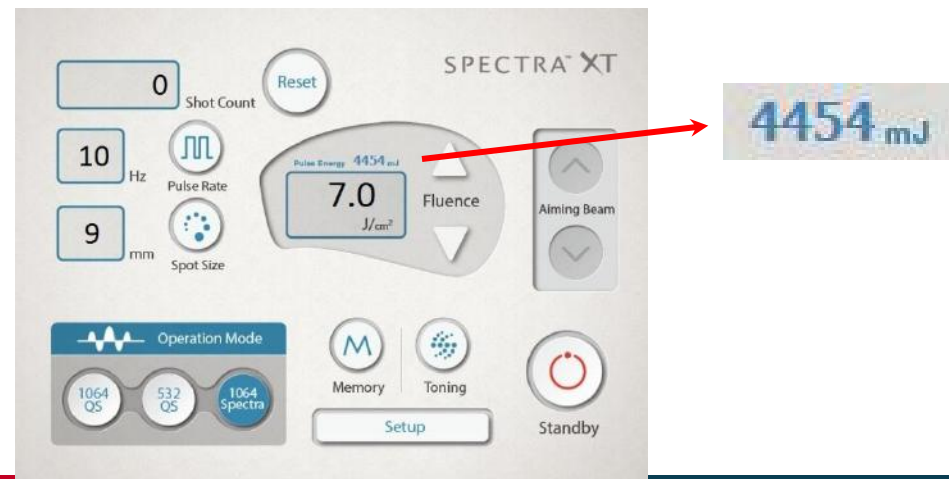 SPECTRA™ XT
0
Shot Count
Reset
4454 mJ
10
Hz
Pulse Rate
Pulse Energy 4454 mJ
7.0
J/cm²
Fluence
Aiming Beam
9
mm
Spot Size
Operation Mode
1064
QS
532
QS
1064
Spectra
M
Memory
Toning
Setup
Standby